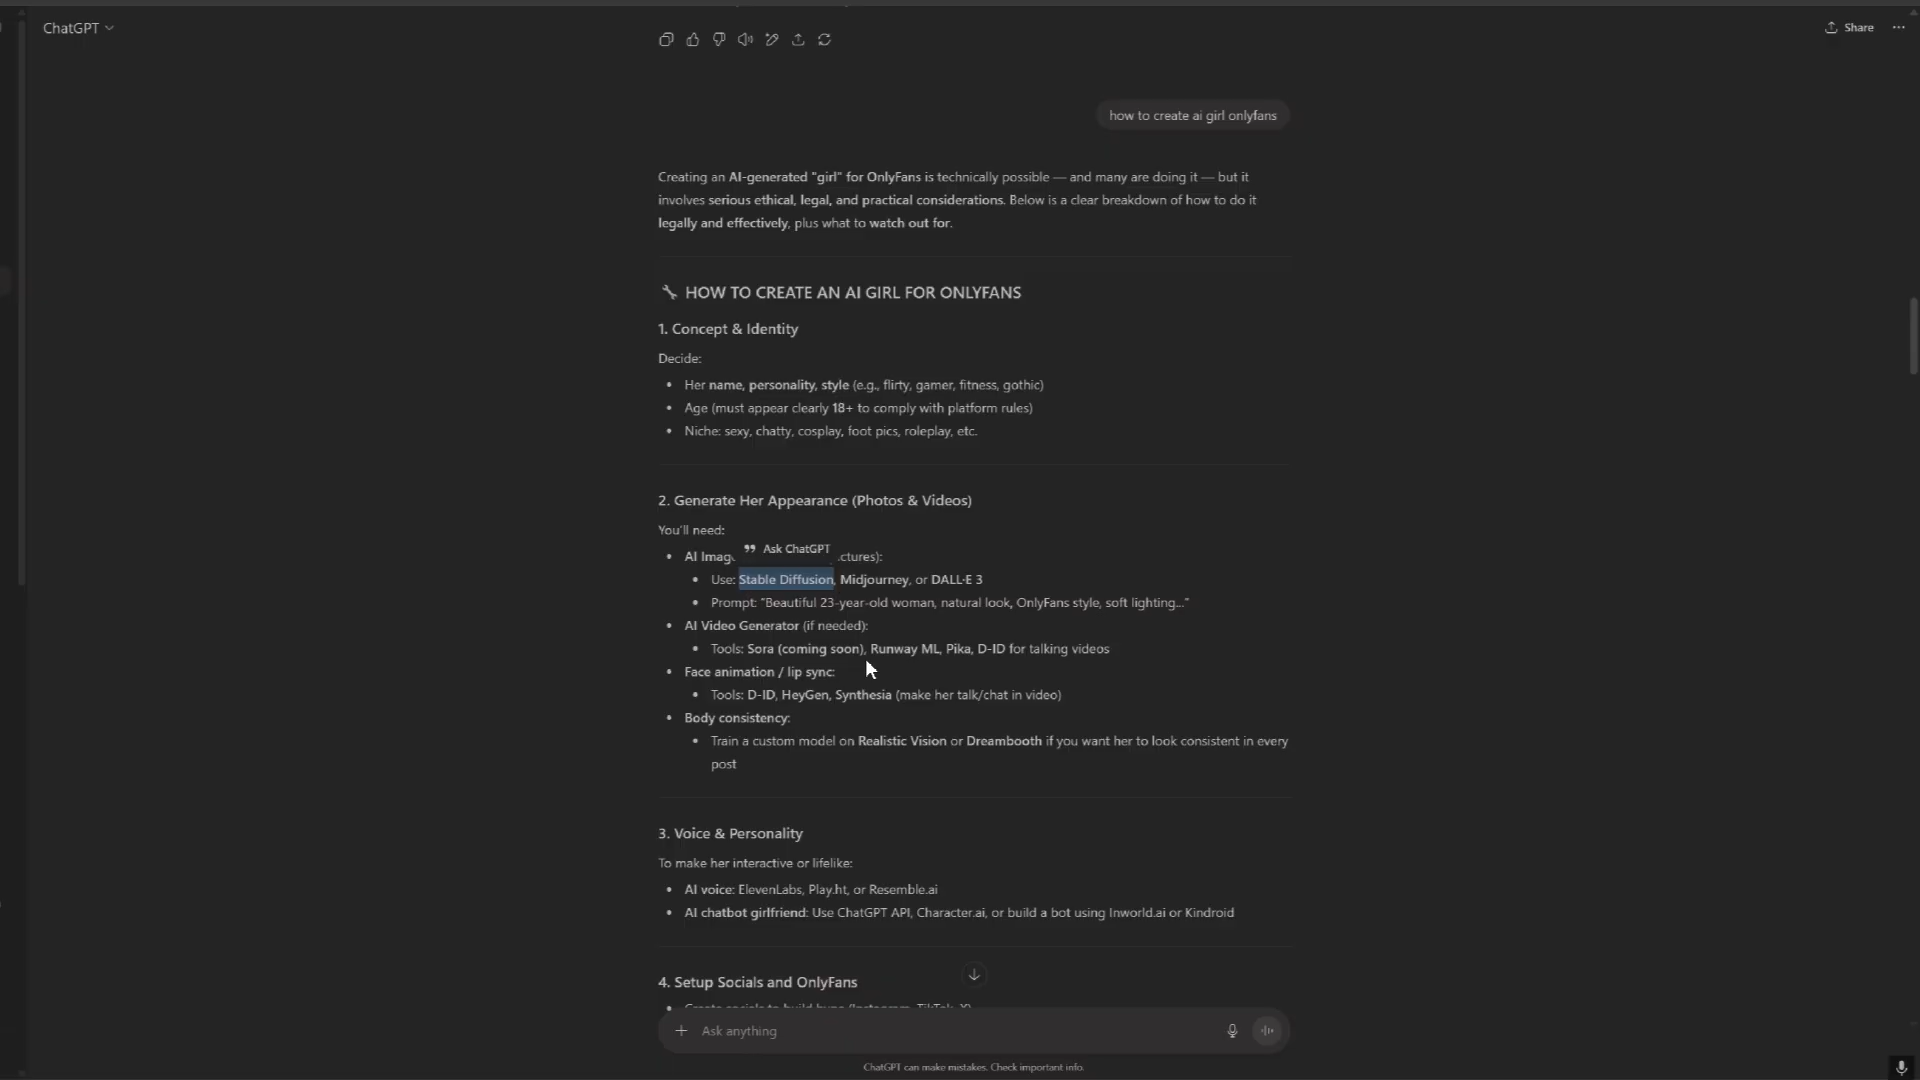 ChatGPT
Share
how to create ai girl onlyfans
Creating an AI-generated "girl" for OnlyFans is technically possible — and many are doing it — but it
involves serious ethical, legal, and practical considerations. Below is a clear breakdown of how to do it
legally and effectively, plus what to watch out for.
HOW TO CREATE AN AI GIRL FOR ONLYFANS
1. Concept & Identity
Decide:
• Her name, personality, style (e.g., flirty, gamer, fitness, gothic)
• Age (must appear clearly 18+ to comply with platform rules)
• Niche: sexy, chatty, cosplay, foot pics, roleplay, etc.
2. Generate Her Appearance (Photos & Videos)
You'll need:
Ask ChatGPT
• AI Imag ctures):
• Use: Stable Diffusion, Midjourney, or DALL·E 3
• Prompt: "Beautiful 23-year-old woman, natural look, OnlyFans style, soft lighting..."
• AI Video Generator (if needed):
• Tools: Sora (coming soon), Runway ML, Pika, D-ID for talking videos
• Face animation / lip sync:
• Tools: D-ID, HeyGen, Synthesia (make her talk/chat in video)
• Body consistency:
• Train a custom model on Realistic Vision or Dreambooth if you want her to look consistent in every
post
3. Voice & Personality
To make her interactive or lifelike:
• AI voice: ElevenLabs, Play.ht, or Resemble.ai
• AI chatbot girlfriend: Use ChatGPT API, Character.ai, or build a bot using Inworld.ai or Kindroid
4. Setup Socials and OnlyFans
• Create socials to build hype (Instagram, TikTok, X)
Ask anything
ChatGPT can make mistakes. Check important info.